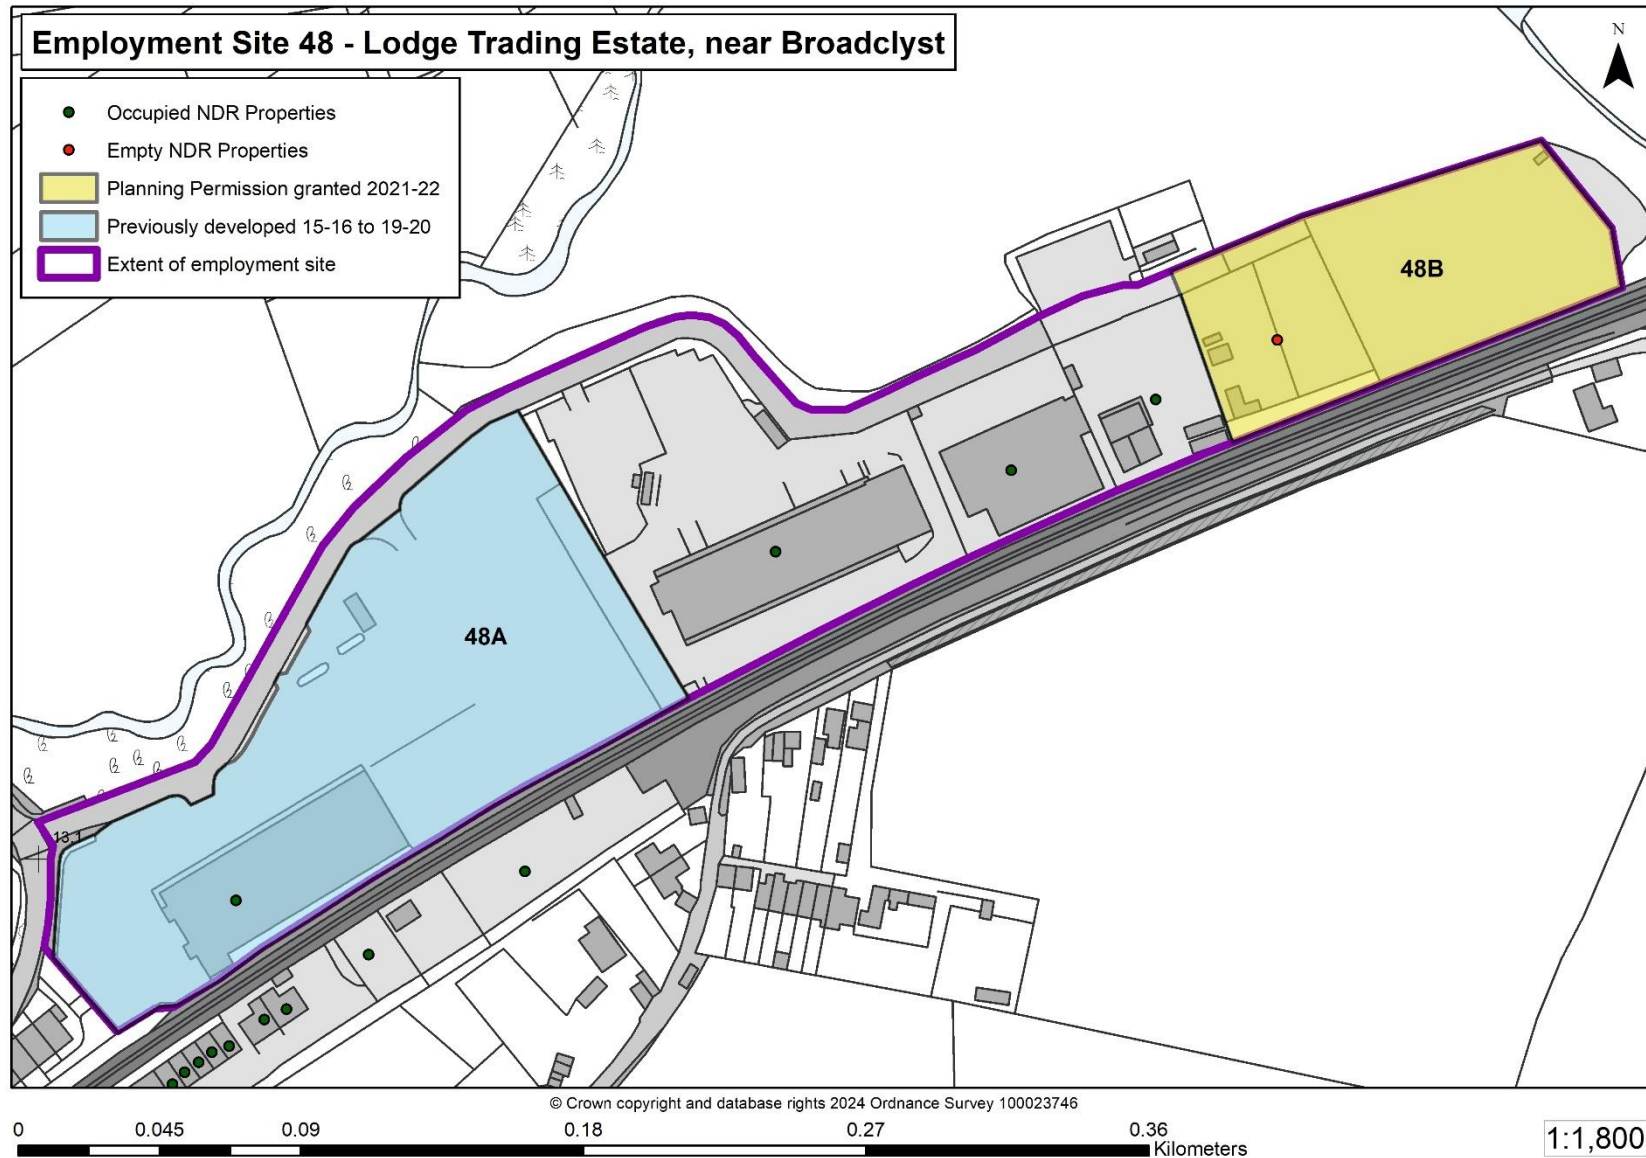 Employment Site 48 - Lodge Trading Estate, near Broadclyst
N
Occupied NDR Properties
Empty NDR Properties
Planning Permission granted 2021-22
Previously developed 15-16 to 19-20
Extent of employment site
48B
48A
13.1
© Crown copyright and database rights 2024 Ordnance Survey 100023746
0 0.045 0.09 0.18 0.27 0.36
Kilometers
1:1,800